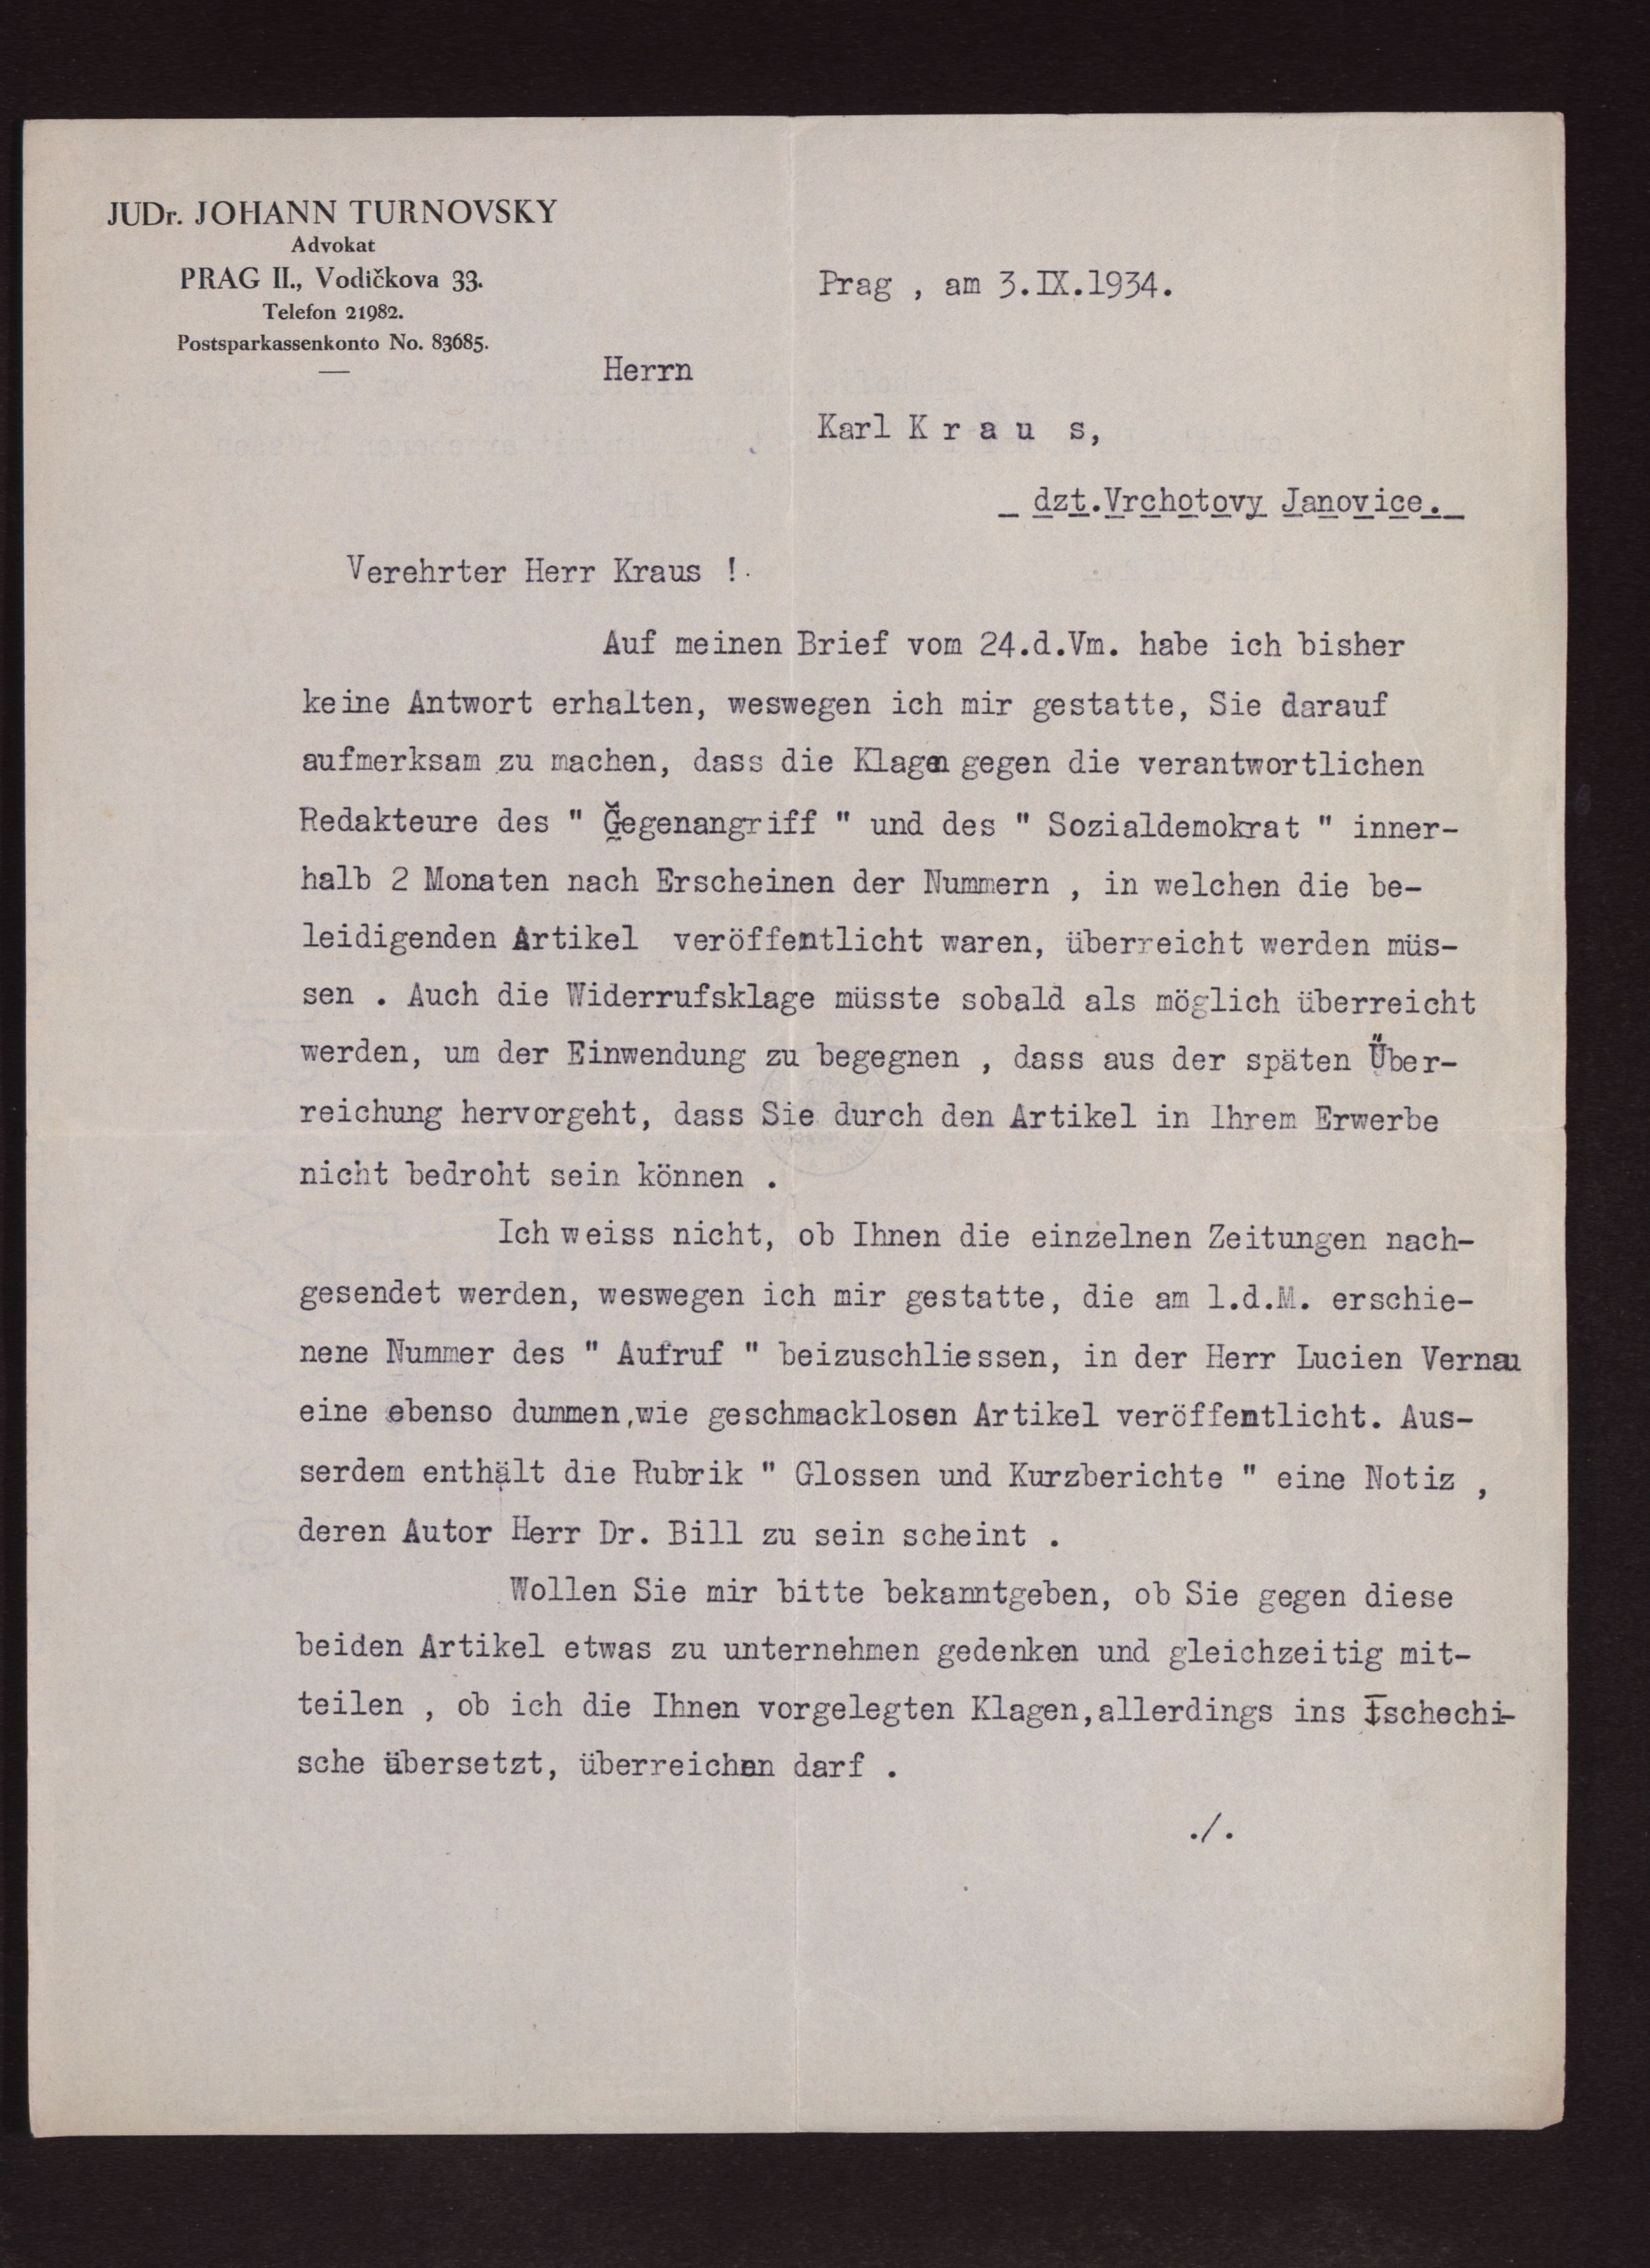 JUDr. JOHANN TURNOVSKY
Advokat
PRAG II., Vodičkova 33.
Telefon 21982.
Postsparkassenkonto No. 83685.
Prag , am 3.IX.1934.
Herrn
Karl K r a u s,
dzt.Vrchotovy Janovice.
Verehrter Herr Kraus !
Auf meinen Brief vom 24.d.Vm. habe ich bisher
keine Antwort erhalten, weswegen ich mir gestatte, Sie darauf
aufmerksam zu machen, dass die Klagen gegen die verantwortlichen
Redakteure des " Gegenangriff " und des " Sozialdemokrat " inner-
halb 2 Monaten nach Erscheinen der Nummern , in welchen die be-
leidigenden Artikel veröffentlicht waren, überreicht werden müs-
sen . Auch die Widerrufsklage müsste sobald als möglich überreicht
werden, um der Einwendung zu begegnen , dass aus der späten Über-
reichung hervorgeht, dass Sie durch den Artikel in Ihrem Erwerbe
nicht bedroht sein können .
Ich weiss nicht, ob Ihnen die einzelnen Zeitungen nach-
gesendet werden, weswegen ich mir gestatte, die am 1.d.M. erschie-
nene Nummer des " Aufruf " beizuschliessen, in der Herr Lucien Vernau
eine ebenso dummen,wie geschmacklosen Artikel veröffentlicht. Aus-
serdem enthält die Rubrik " Glossen und Kurzberichte " eine Notiz ,
deren Autor Herr Dr. Bill zu sein scheint .
Wollen Sie mir bitte bekanntgeben, ob Sie gegen diese
beiden Artikel etwas zu unternehmen gedenken und gleichzeitig mit-
teilen , ob ich die Ihnen vorgelegten Klagen,allerdings ins Tschechi-
sche übersetzt, überreichen darf .
./.